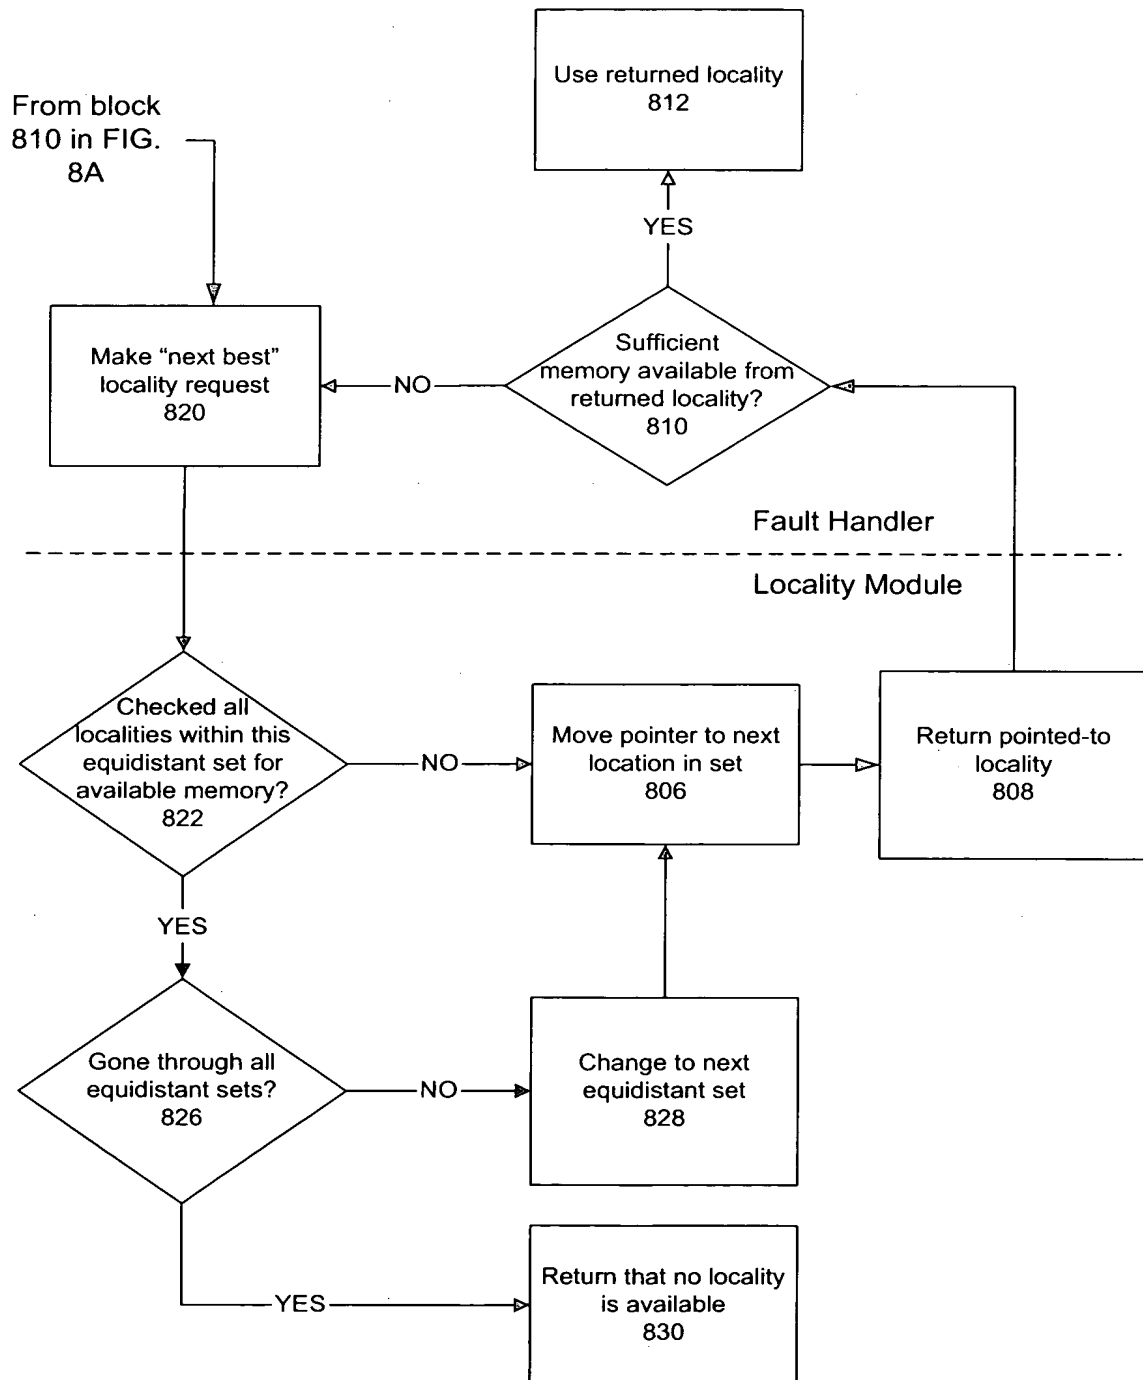 Use returned locality
812
From block
810 in FIG.
8A
YES
Sufficient
memory available from
returned locality?
810
NO
Make “next best”
locality request
820
Fault Handler
Locality Module
Checked all
localities within this
equidistant set for
available memory?
822
NO
Move pointer to next
location in set
806
Return pointed-to
locality
808
YES
Gone through all
equidistant sets?
826
NO
Change to next
equidistant set
828
YES
Return that no locality
is available
830